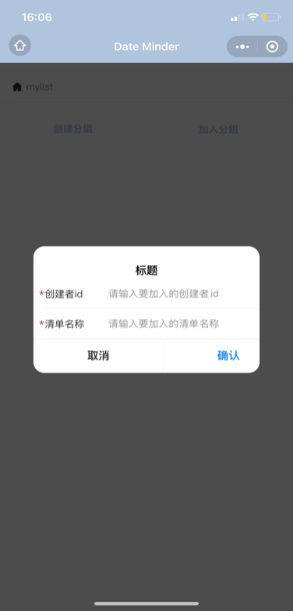 16:06
Date Minder
mylist
创建分组
加入分组
标题
*创建者id 请输入要加入的创建者id
*清单名称 请输入要加入的清单名称
取消 确认